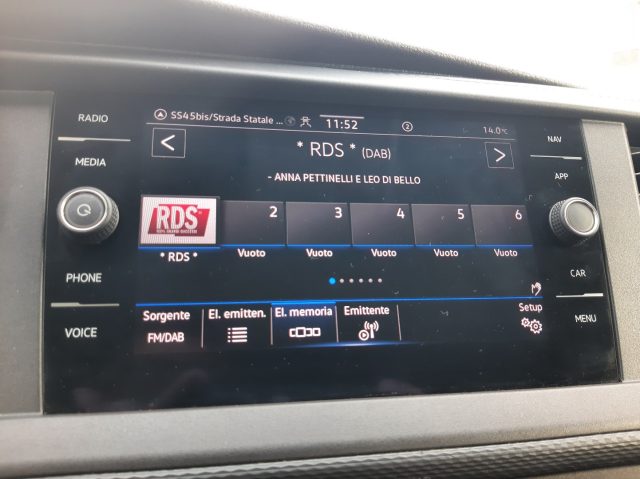 RADIO
MEDIA
PHONE
VOICE
SS45bis/Strada Statale ...
11:52
2
14.0°C
* RDS * (DAB)
- ANNA PETTINELLI E LEO DI BELLO
RDS
2 3 4 5 6
* RDS * Vuoto Vuoto Vuoto Vuoto Vuoto
Sorgente El. emitten. El. memoria Emittente Setup
FM/DAB
NAV
APP
CAR
MENU